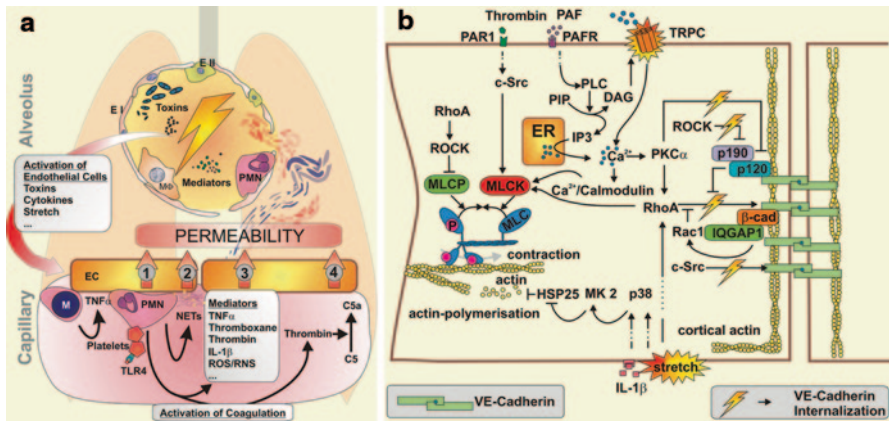 a
Alveolus
E II
E I
Toxins
MΦ
Mediators
PMN
Activation of
Endothelial Cells
Toxins
Cytokines
Stretch
...
PERMEABILITY
EC
1
2
3
4
Capillary
M
TNFα
PMN
NETs
Platelets
TLR4
Mediators
TNFα
Thromboxane
Thrombin
IL-1β
ROS/RNS
...
Thrombin
C5a
C5
Activation of Coagulation
b
Thrombin
PAF
PAR1
PAFR
TRPC
c-Src
PLC
PIP
DAG
RhoA
ER
IP3
ROCK
Ca²⁺
PKCα
ROCK
p190
p120
MLCP
MLCK
Ca²⁺/Calmodulin
RhoA
β-cad
P
MLC
Rac1
IQGAP1
contraction
c-Src
actin
HSP25
MK 2
p38
actin-polymerisation
cortical actin
IL-1β
stretch
VE-Cadherin
VE-Cadherin
Internalization